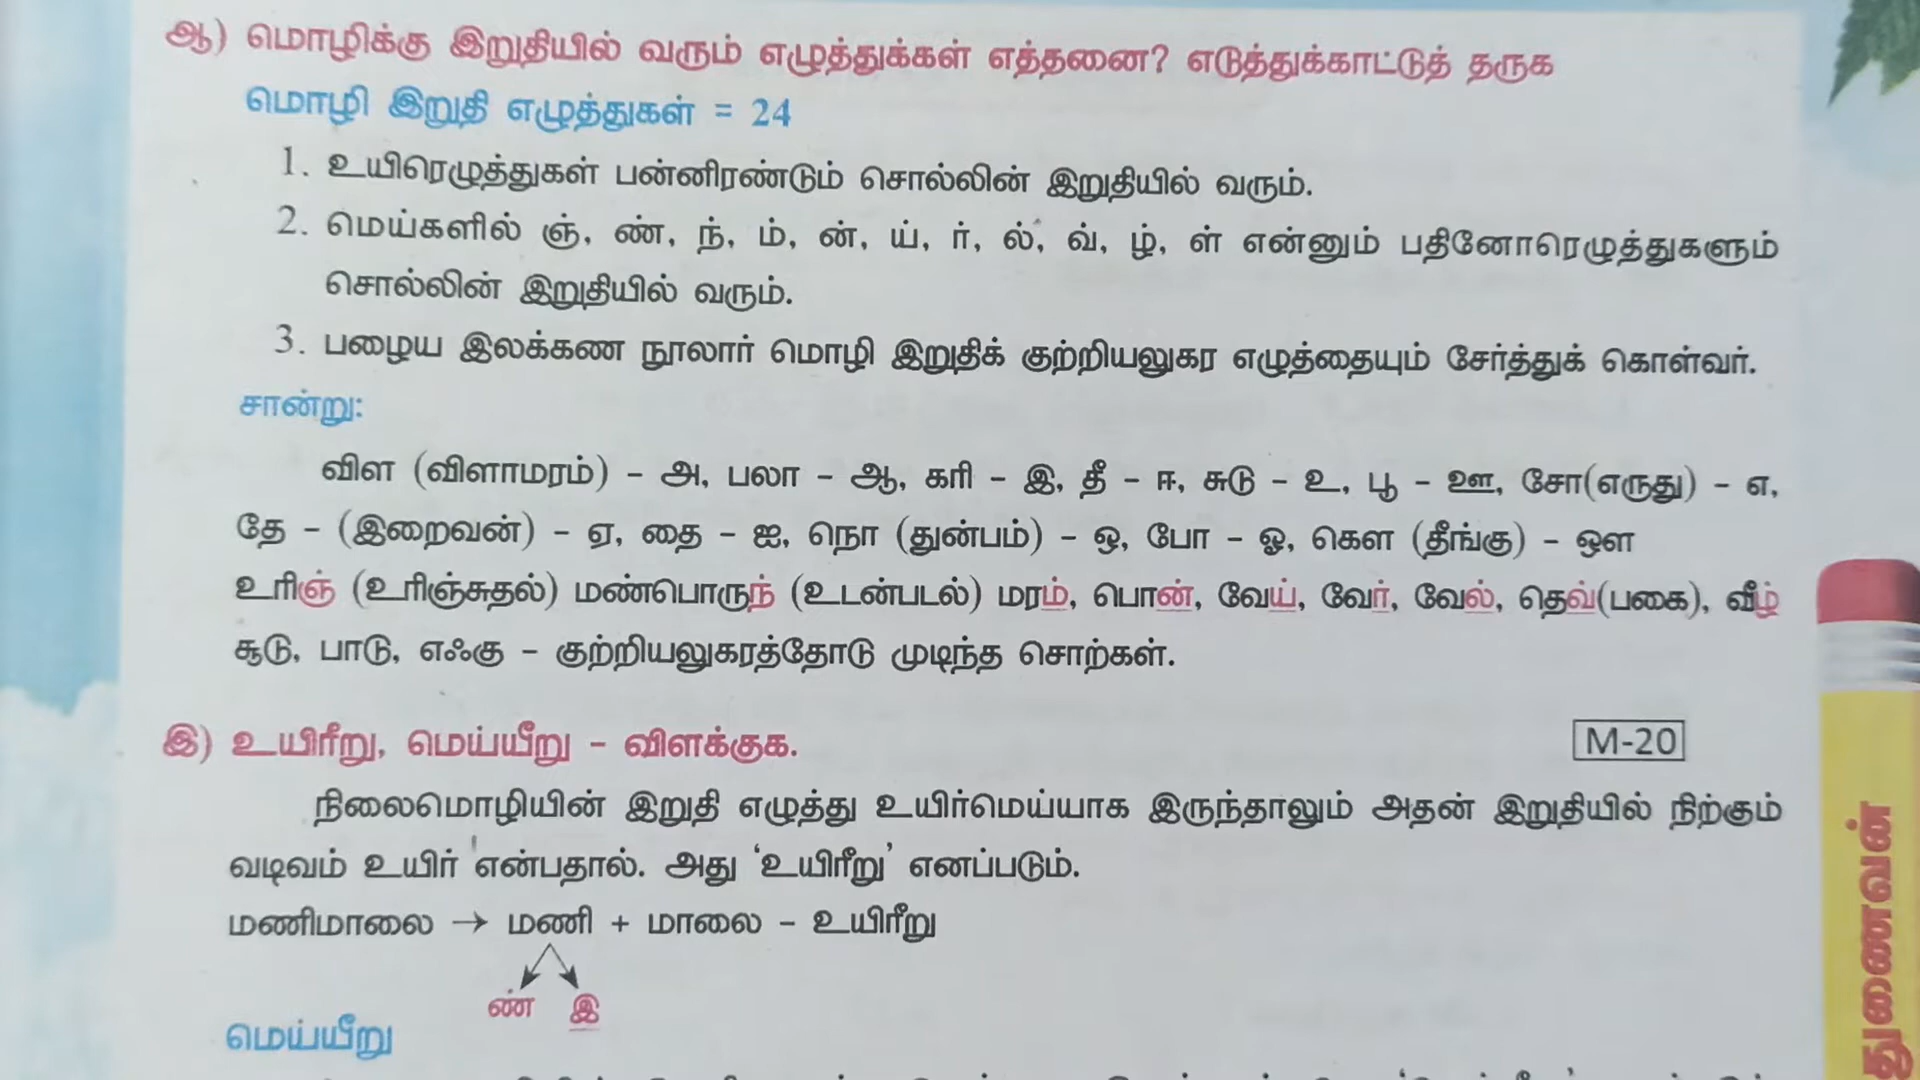 ஆ) மொழிக்கு இறுதியில் வரும் எழுத்துக்கள் எத்தனை? எடுத்துக்காட்டுத் தருக
மொழி இறுதி எழுத்துகள் = 24
1. உயிரெழுத்துகள் பன்னிரண்டும் சொல்லின் இறுதியில் வரும்.
2. மெய்களில் ஞ், ண், ந், ம், ன், ய், ர், ல், வ், ழ், ள் என்னும் பதினோரெழுத்துகளும்
சொல்லின் இறுதியில் வரும்.
3. பழைய இலக்கண நூலார் மொழி இறுதிக் குற்றியலுகர எழுத்தையும் சேர்த்துக் கொள்வர்.
சான்று:
விள (விளாமரம்) – அ, பலா – ஆ, கரி – இ, தீ – ஈ, சுடு – உ, பூ – ஊ, சோ(எருது) – எ,
தே – (இறைவன்) – ஏ, தை – ஐ, நொ (துன்பம்) – ஒ, போ – ஓ, கௌ (தீங்கு) – ஔ
உரிஞ் (உரிஞ்சுதல்) மண்பொருந் (உடன்படல்) மரம், பொன், வேய், வேர், வேல், தெவ்(பகை), வீழ்
சூடு, பாடு, எஃகு – குற்றியலுகரத்தோடு முடிந்த சொற்கள்.
இ) உயிரீறு, மெய்யீறு – விளக்குக.
M-20
நிலைமொழியின் இறுதி எழுத்து உயிர்மெய்யாக இருந்தாலும் அதன் இறுதியில் நிற்கும்
வடிவம் உயிர் என்பதால். அது ‘உயிரீறு’ எனப்படும்.
மணிமாலை → மணி + மாலை – உயிரீறு
ண் இ
மெய்யீறு
துணைவன்